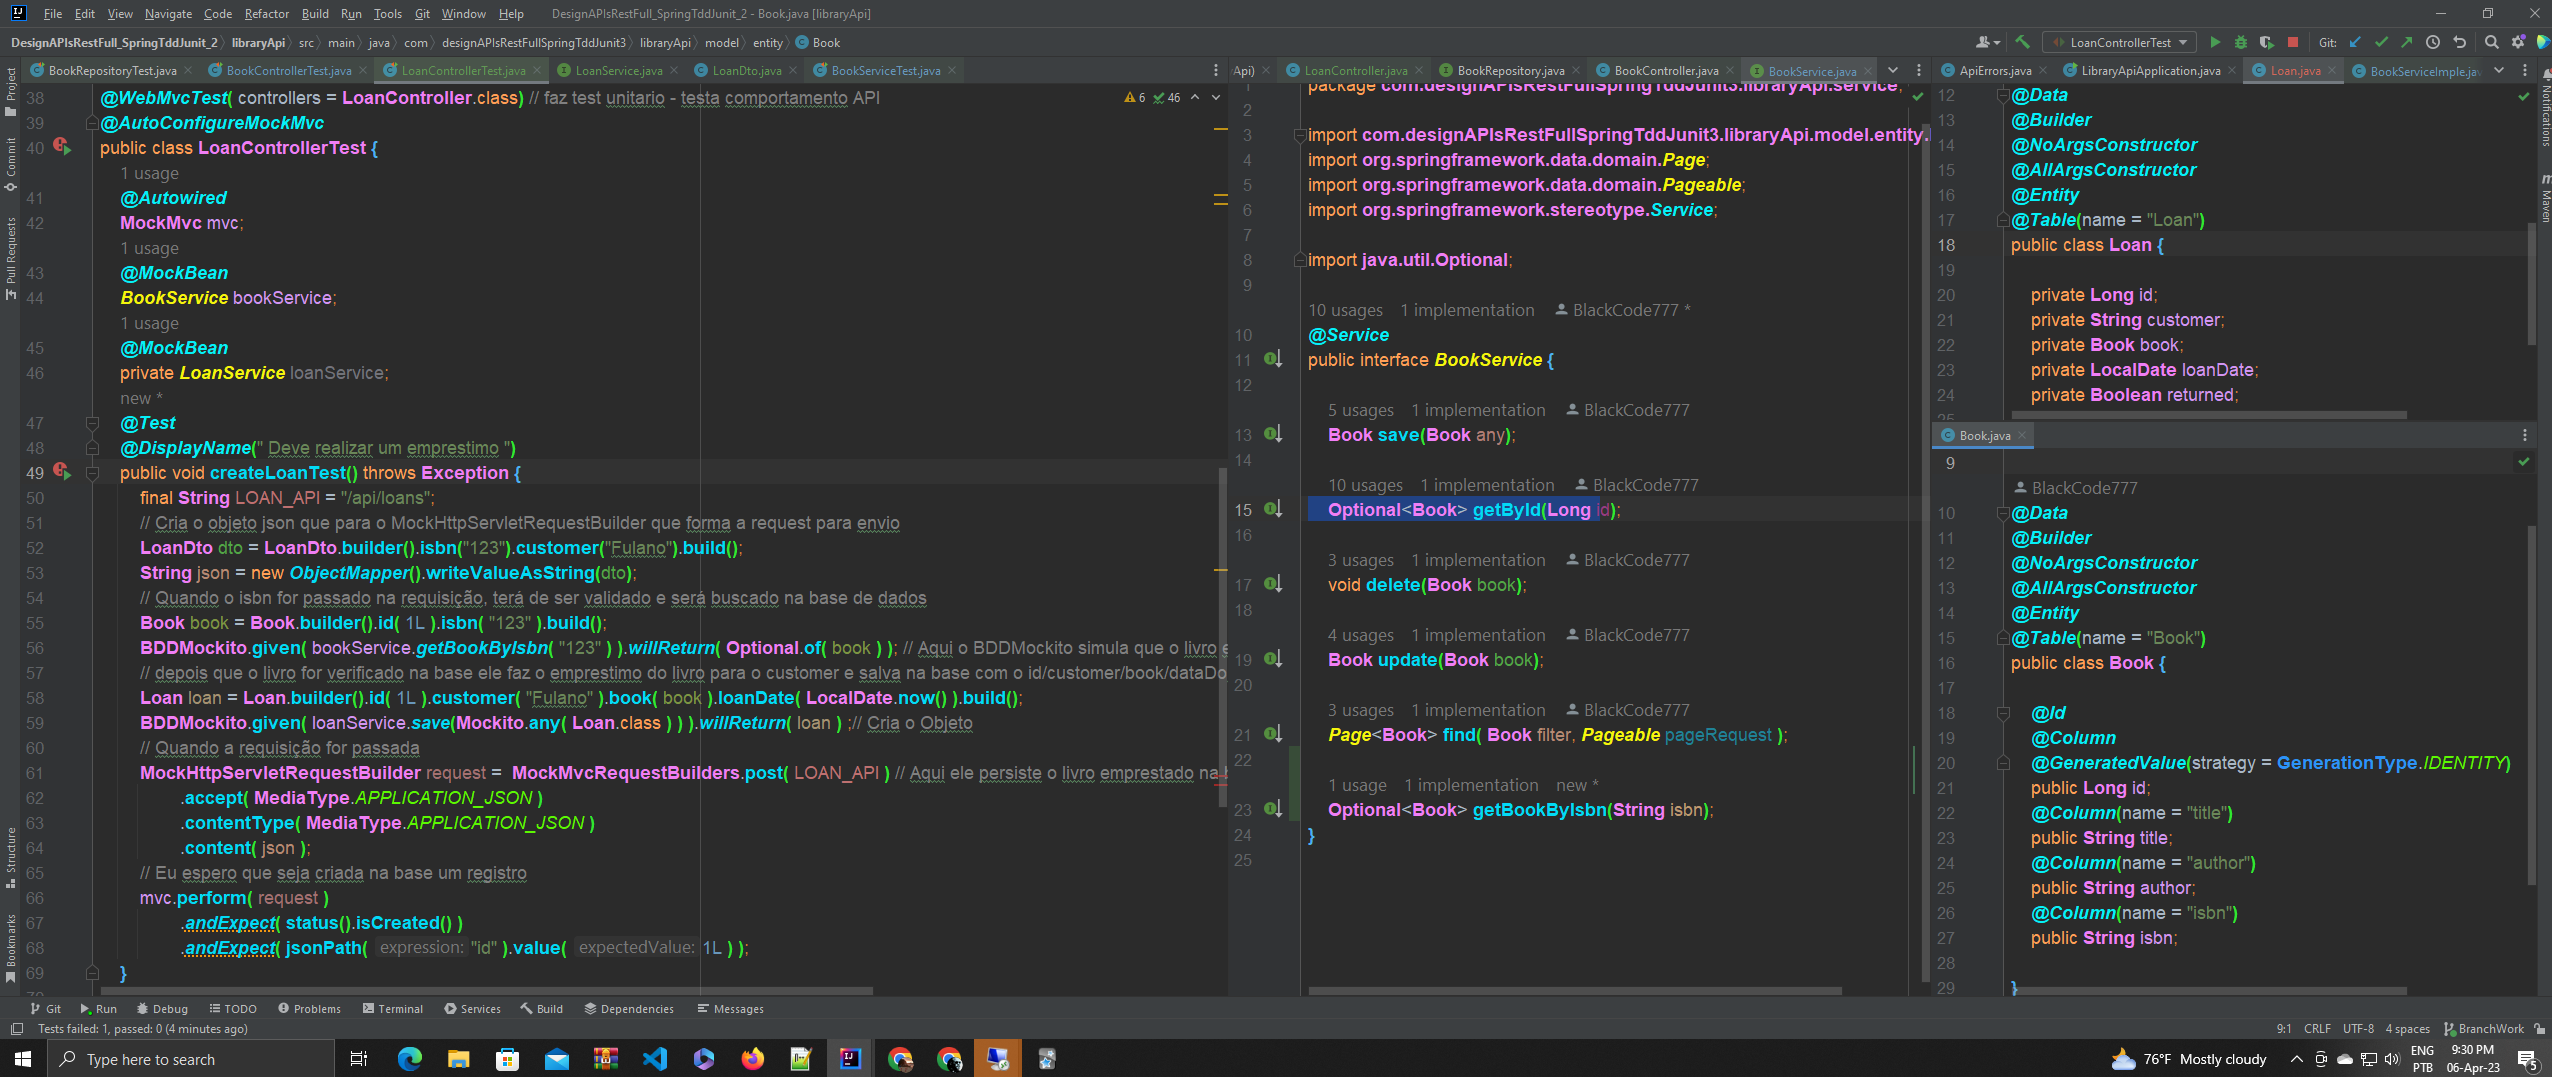 File Edit View Navigate Code Refactor Build Run Tools Git Window Help DesignAPIsRestFull_SpringTddJunit_2 - Book.java [libraryApi]
DesignAPIsRestFull_SpringTddJunit_2 libraryApi src main java com designAPIsRestFullSpringTddJunit3 libraryApi model entity Book LoanControllerTest Git:
BookRepositoryTest.java BookControllerTest.java LoanControllerTest.java LoanService.java LoanDto.java BookServiceTest.java
Project
Commit
Pull Requests
Structure
Bookmarks
6 46
38 @WebMvcTest( controllers = LoanController.class) // faz test unitario - testa comportamento API
39 @AutoConfigureMockMvc
40 public class LoanControllerTest {
1 usage
41 @Autowired
42 MockMvc mvc;
1 usage
43 @MockBean
44 BookService bookService;
1 usage
45 @MockBean
46 private LoanService loanService;
new *
47 @Test
48 @DisplayName(" Deve realizar um emprestimo ")
49 public void createLoanTest() throws Exception {
50 final String LOAN_API = "/api/loans";
51 // Cria o objeto json que para o MockHttpServletRequestBuilder que forma a request para envio
52 LoanDto dto = LoanDto.builder().isbn("123").customer("Fulano").build();
53 String json = new ObjectMapper().writeValueAsString(dto);
54 // Quando o isbn for passado na requisição, terá de ser validado e será buscado na base de dados
55 Book book = Book.builder().id( 1L ).isbn( "123" ).build();
56 BDDMockito.given( bookService.getBookByIsbn( "123" ) ).willReturn( Optional.of( book ) ); // Aqui o BDDMockito simula que o livro
57 // depois que o livro for verificado na base ele faz o emprestimo do livro para o customer e salva na base com o id/customer/book/dataDo
58 Loan loan = Loan.builder().id( 1L ).customer( "Fulano" ).book( book ).loanDate( LocalDate.now() ).build();
59 BDDMockito.given( loanService.save(Mockito.any( Loan.class ) ) ).willReturn( loan ) ;// Cria o Objeto
60 // Quando a requisição for passada
61 MockHttpServletRequestBuilder request = MockMvcRequestBuilders.post( LOAN_API ) // Aqui ele persiste o livro emprestado na
62 .accept( MediaType.APPLICATION_JSON )
63 .contentType( MediaType.APPLICATION_JSON )
64 .content( json );
65 // Eu espero que seja criada na base um registro
66 mvc.perform( request )
67 .andExpect( status().isCreated() )
68 .andExpect( jsonPath( expression: "id" ).value( expectedValue: 1L ) );
69 }
Api) LoanController.java BookRepository.java BookController.java BookService.java
1 package com.designAPIsRestFullSpringTddJunit3.libraryApi.service;
2
3 import com.designAPIsRestFullSpringTddJunit3.libraryApi.model.entity.
4 import org.springframework.data.domain.Page;
5 import org.springframework.data.domain.Pageable;
6 import org.springframework.stereotype.Service;
7
8 import java.util.Optional;
9
10 usages 1 implementation BlackCode777 *
10 @Service
11 public interface BookService {
12
5 usages 1 implementation BlackCode777
13 Book save(Book any);
14
10 usages 1 implementation BlackCode777
15 Optional<Book> getById(Long id);
16
3 usages 1 implementation BlackCode777
17 void delete(Book book);
18
4 usages 1 implementation BlackCode777
19 Book update(Book book);
20
3 usages 1 implementation BlackCode777
21 Page<Book> find( Book filter, Pageable pageRequest );
22
1 usage 1 implementation new *
23 Optional<Book> getBookByIsbn(String isbn);
24 }
25
ApiErrors.java LibraryApiApplication.java Loan.java BookServiceImple.jav
12 @Data
13 @Builder
14 @NoArgsConstructor
15 @AllArgsConstructor
16 @Entity
17 @Table(name = "Loan")
18 public class Loan {
19
20 private Long id;
21 private String customer;
22 private Book book;
23 private LocalDate loanDate;
24 private Boolean returned;
25
Book.java
9
BlackCode777
10 @Data
11 @Builder
12 @NoArgsConstructor
13 @AllArgsConstructor
14 @Entity
15 @Table(name = "Book")
16 public class Book {
17
18 @Id
19 @Column
20 @GeneratedValue(strategy = GenerationType.IDENTITY)
21 public Long id;
22 @Column(name = "title")
23 public String title;
24 @Column(name = "author")
25 public String author;
26 @Column(name = "isbn")
27 public String isbn;
28
29 }
Notifications
Maven
Git Run Debug TODO Problems Terminal Services Build Dependencies Messages
Tests failed: 1, passed: 0 (4 minutes ago) 9:1 CRLF UTF-8 4 spaces BranchWork
Type here to search 76°F Mostly cloudy ENG PTB 9:30 PM 06-Apr-23 5